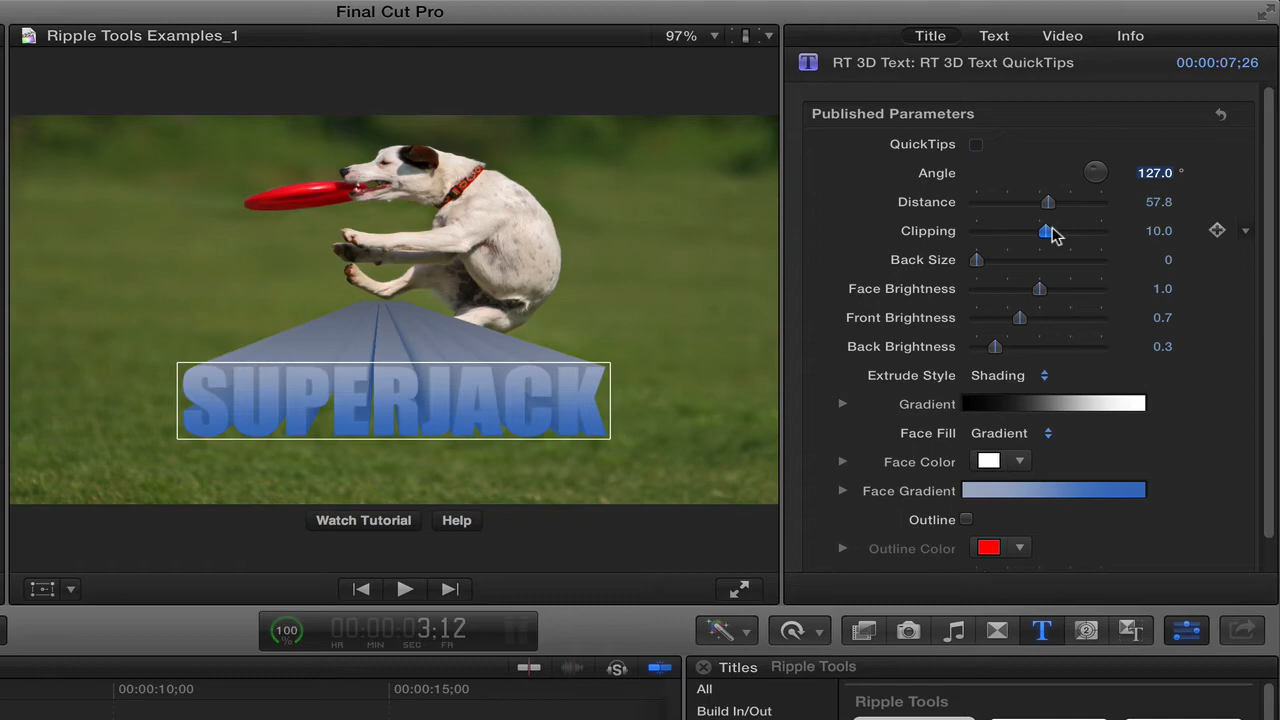 Final Cut Pro
Ripple Tools Examples_1
97%
Title Text Video Info
RT 3D Text: RT 3D Text QuickTips 00:00:07;26
Published Parameters
QuickTips
Angle 127.0 °
Distance 57.8
Clipping 10.0
Back Size 0
Face Brightness 1.0
Front Brightness 0.7
Back Brightness 0.3
Extrude Style Shading
Gradient
Face Fill Gradient
Face Color
Face Gradient
Outline
Outline Color
SUPERJACK
Watch Tutorial Help
100 %
00:00:03;12
HR MIN SEC FR
00:00:10;00 00:00:15;00
Titles Ripple Tools
All
Build In/Out
Ripple Tools